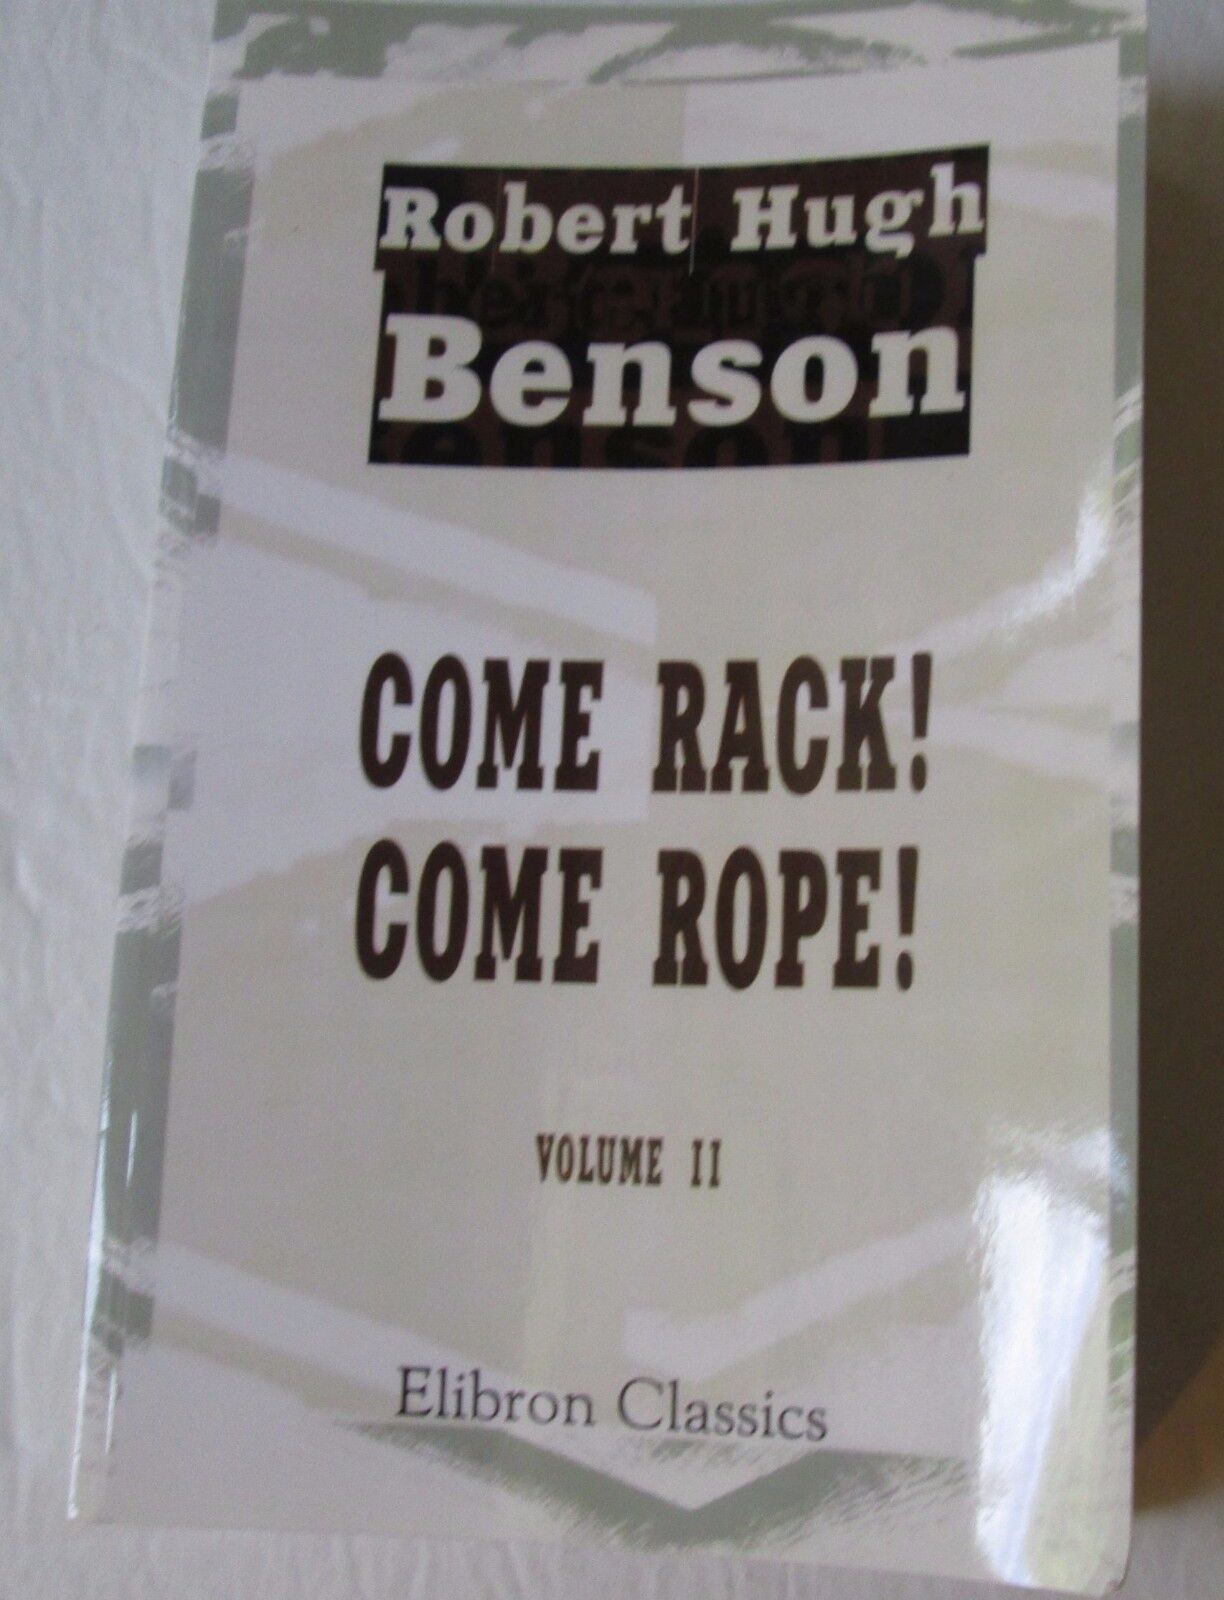 Robert Hugh
Benson
COME RACK!
COME ROPE!
VOLUME II
Elibron Classics